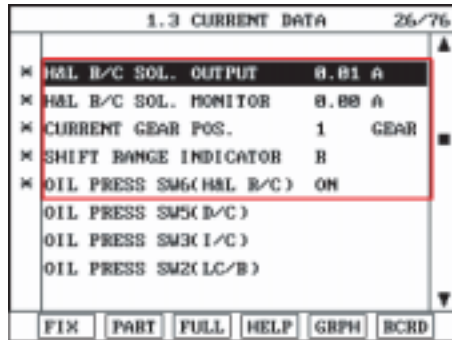 1.3 CURRENT DATA 26/76
× H&L R/C SOL. OUTPUT 0.01 A
× H&L R/C SOL. MONITOR 0.00 A
× CURRENT GEAR POS. 1 GEAR
× SHIFT RANGE INDICATOR R
× OIL PRESS SW6(H&L R/C) ON
OIL PRESS SW5(D/C)
OIL PRESS SW3(I/C)
OIL PRESS SW2(LC/B)
FIX PART FULL HELP GRPH RCRD